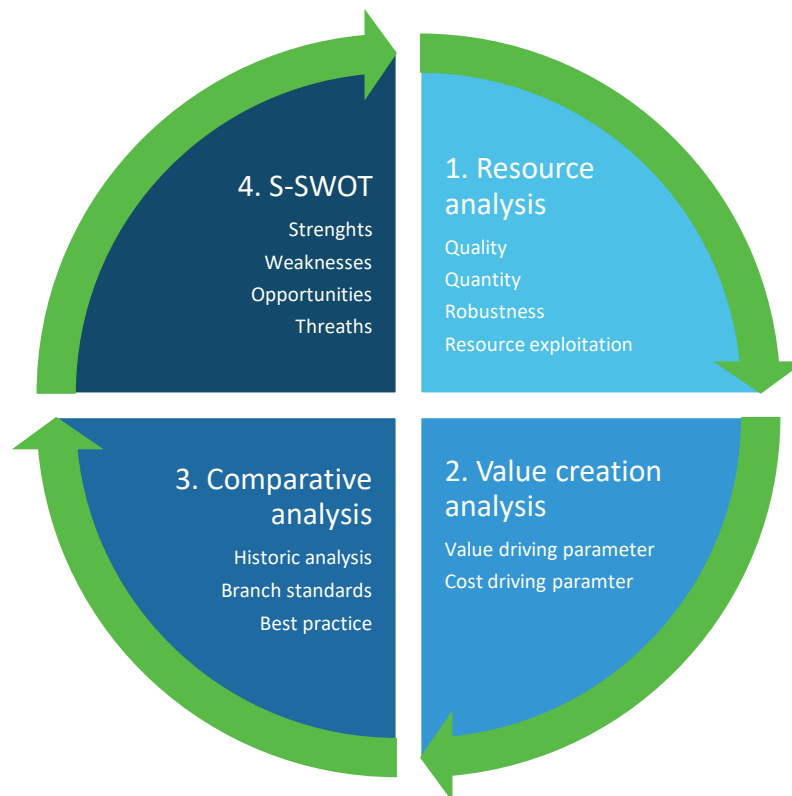 4. S-SWOT
Strenghts
Weaknesses
Opportunities
Threaths
1. Resource
analysis
Quality
Quantity
Robustness
Resource exploitation
3. Comparative
analysis
Historic analysis
Branch standards
Best practice
2. Value creation
analysis
Value driving parameter
Cost driving paramter